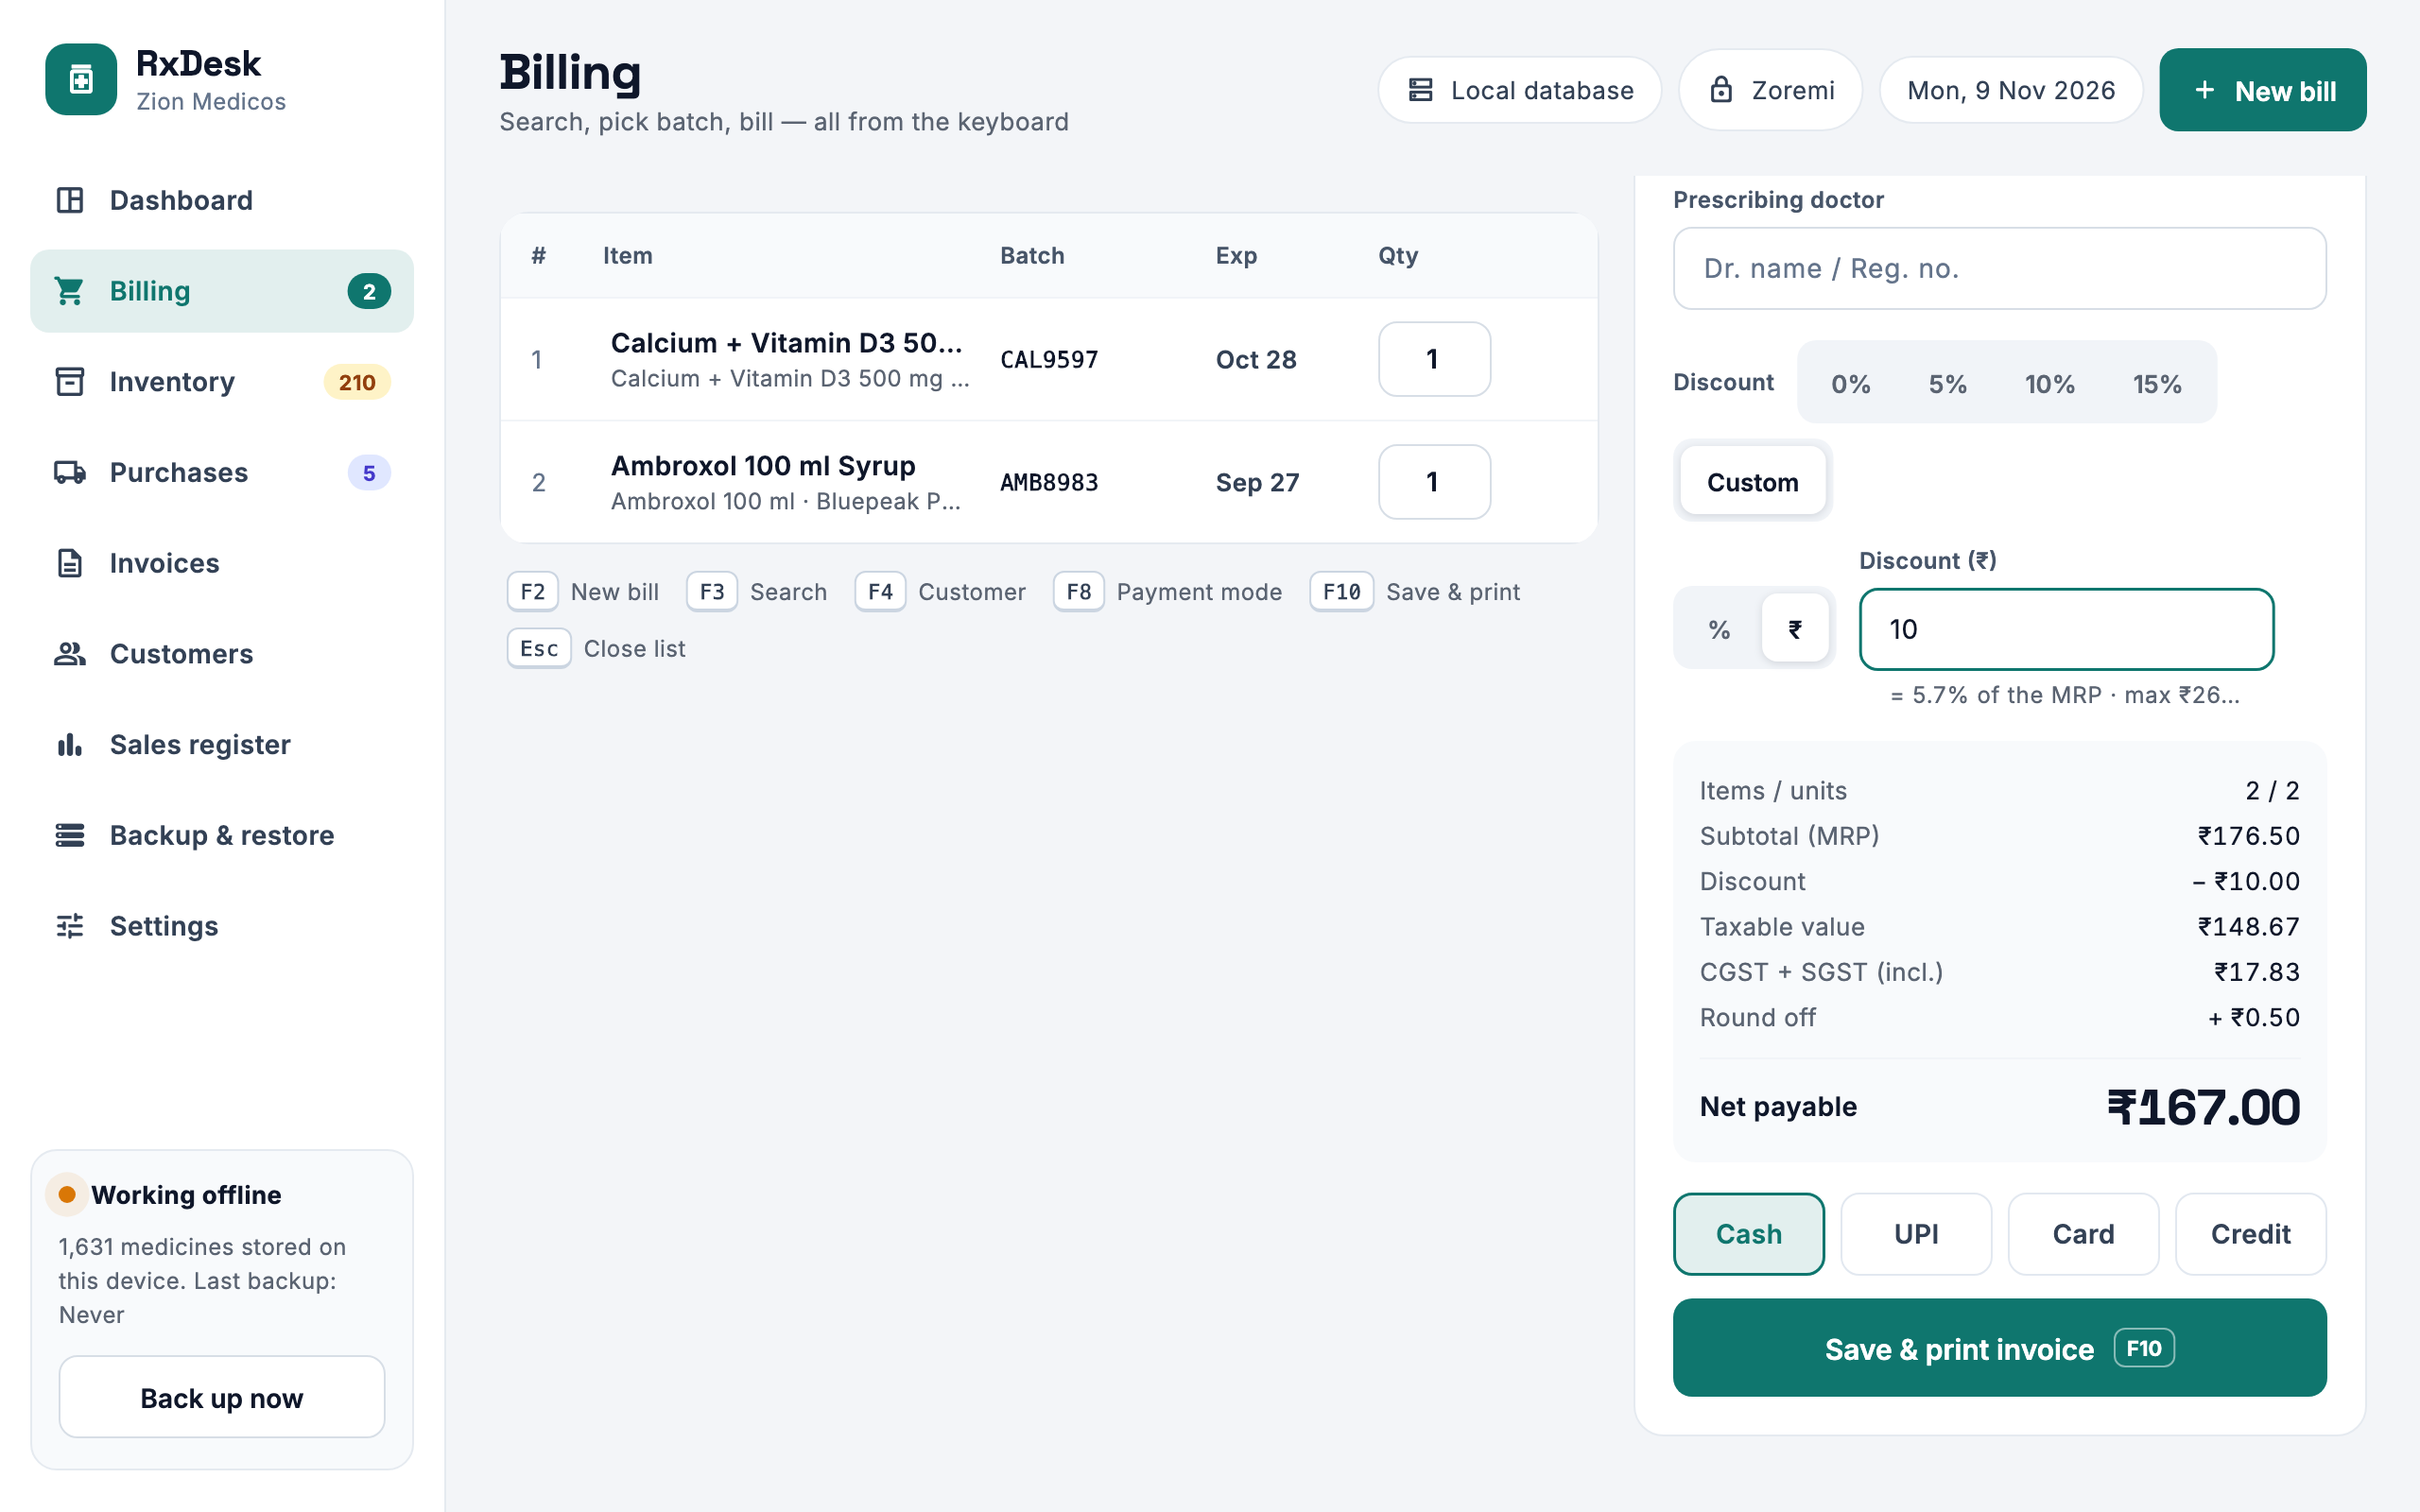 RxDesk
Zion Medicos
Dashboard
Billing 2
Inventory 210
Purchases 5
Invoices
Customers
Sales register
Backup & restore
Settings
Working offline
1,631 medicines stored on
this device. Last backup:
Never
Back up now
Billing
Search, pick batch, bill — all from the keyboard
Local database
Zoremi
Mon, 9 Nov 2026
+ New bill
# Item Batch Exp Qty
1 Calcium + Vitamin D3 50... CAL9597 Oct 28 1
Calcium + Vitamin D3 500 mg ...
2 Ambroxol 100 ml Syrup AMB8983 Sep 27 1
Ambroxol 100 ml · Bluepeak P...
F2 New bill F3 Search F4 Customer F8 Payment mode F10 Save & print
Esc Close list
Prescribing doctor
Dr. name / Reg. no.
Discount 0% 5% 10% 15%
Custom
Discount (₹)
% ₹ 10
= 5.7% of the MRP · max ₹26...
Items / units 2 / 2
Subtotal (MRP) ₹176.50
Discount – ₹10.00
Taxable value ₹148.67
CGST + SGST (incl.) ₹17.83
Round off + ₹0.50
Net payable ₹167.00
Cash UPI Card Credit
Save & print invoice F10